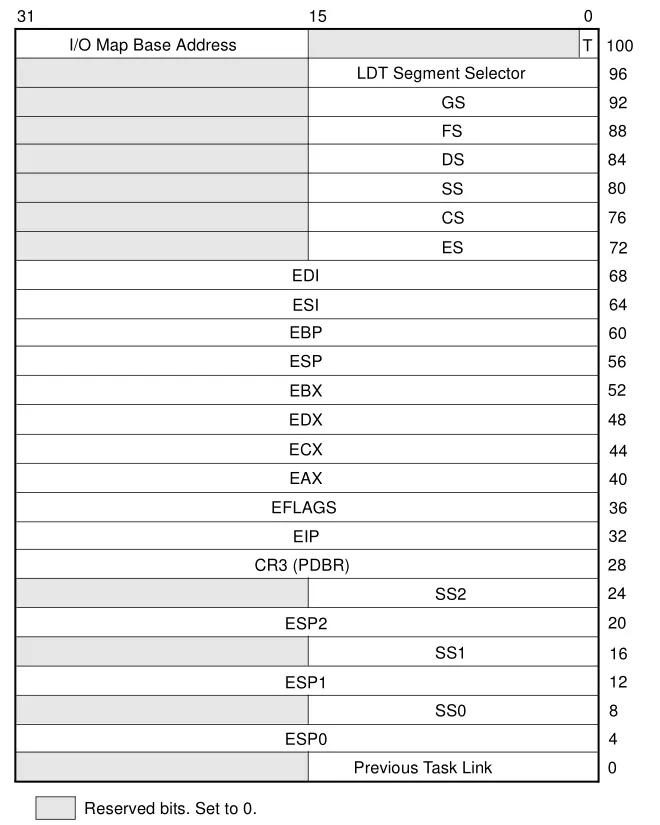 31 15 0
I/O Map Base Address T 100
LDT Segment Selector 96
GS 92
FS 88
DS 84
SS 80
CS 76
ES 72
EDI 68
ESI 64
EBP 60
ESP 56
EBX 52
EDX 48
ECX 44
EAX 40
EFLAGS 36
EIP 32
CR3 (PDBR) 28
SS2 24
ESP2 20
SS1 16
ESP1 12
SS0 8
ESP0 4
Previous Task Link 0
Reserved bits. Set to 0.